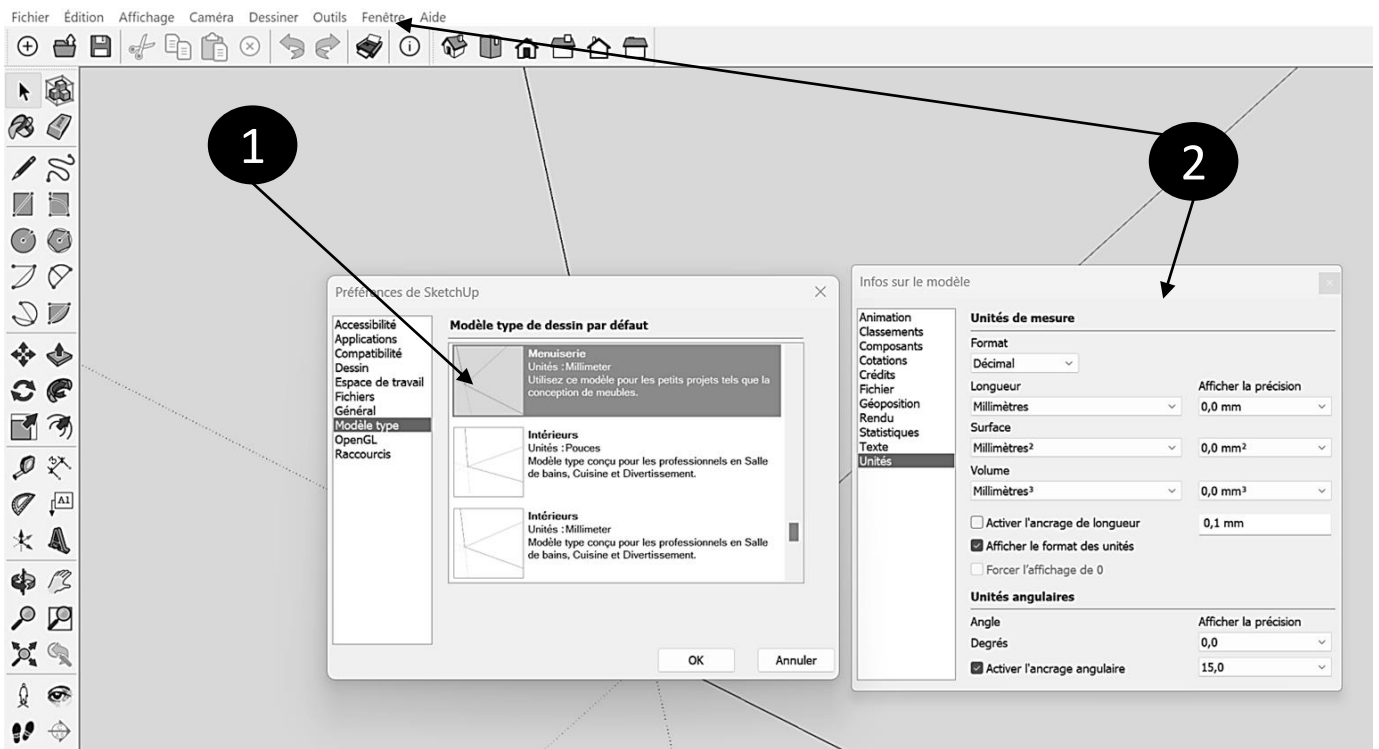 Fichier Édition Affichage Caméra Dessiner Outils Fenêtre Aide
1
2
A1
Préférences de SketchUp
Accessibilité
Applications
Compatibilité
Dessin
Espace de travail
Fichiers
Général
Modèle type
OpenGL
Raccourcis
Modèle type de dessin par défaut
Menuiserie
Unités : Millimeter
Utilisez ce modèle pour les petits projets tels que la
conception de meubles.
Intérieurs
Unités : Pouces
Modèle type conçu pour les professionnels en Salle
de bains, Cuisine et Divertissement.
Intérieurs
Unités : Millimeter
Modèle type conçu pour les professionnels en Salle
de bains, Cuisine et Divertissement.
OK Annuler
Infos sur le modèle
Animation
Classements
Composants
Cotations
Crédits
Fichier
Géoposition
Rendu
Statistiques
Texte
Unités
Unités de mesure
Format
Décimal
Longueur Afficher la précision
Millimètres 0,0 mm
Surface
Millimètres² 0,0 mm²
Volume
Millimètres³ 0,0 mm³
Activer l'ancrage de longueur 0,1 mm
Afficher le format des unités
Forcer l'affichage de 0
Unités angulaires
Angle Afficher la précision
Degrés 0,0
Activer l'ancrage angulaire 15,0